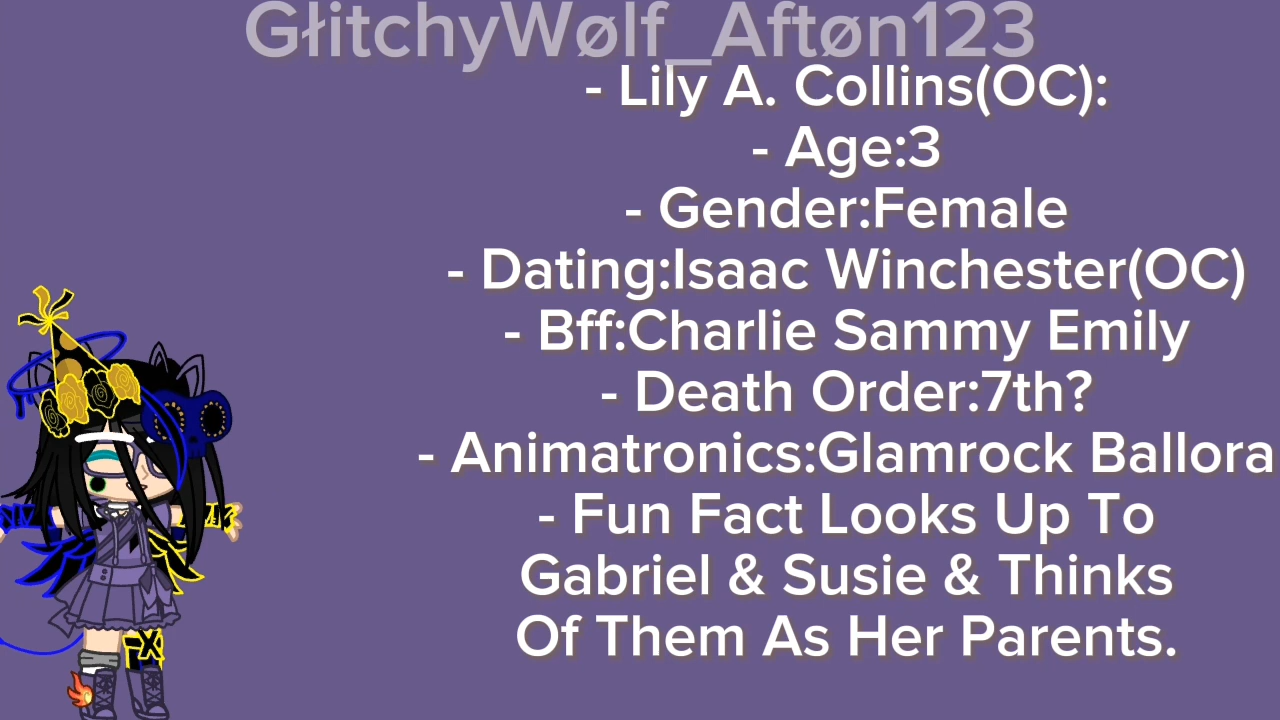 GłitchyWølf_Aftøn123
- Lily A. Collins(OC):
- Age:3
- Gender:Female
- Dating:Isaac Winchester(OC)
- Bff:Charlie Sammy Emily
- Death Order:7th?
- Animatronics:Glamrock Ballora
- Fun Fact Looks Up To
Gabriel & Susie & Thinks
Of Them As Her Parents.